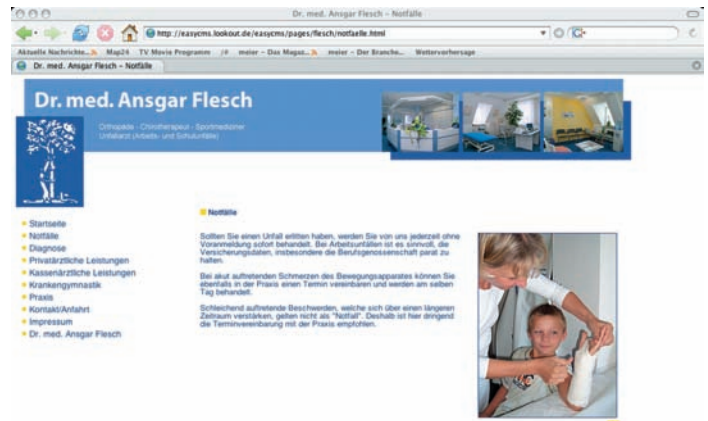 Dr. med. Ansgar Flesch – Notfälle
http://easycms.lookout.de/easycms/pages/flesch/notfaelle.html
Aktuelle Nachrichte... Map24 TV Movie Programm meier – Das Magaz... meier – Der Branche... Wettervorhersage
Dr. med. Ansgar Flesch – Notfälle
Dr. med. Ansgar Flesch
Orthopäde - Chirotherapeut - Sportmediziner
Unfallarzt (Arbeits- und Schulunfälle)
Startseite
Notfälle
Diagnose
Privatärztliche Leistungen
Kassenärztliche Leistungen
Krankengymnastik
Praxis
Kontakt/Anfahrt
Impressum
Dr. med. Ansgar Flesch
Notfälle
Sollten Sie einen Unfall erlitten haben, werden Sie von uns jederzeit ohne
Voranmeldung sofort behandelt. Bei Arbeitsunfällen ist es sinnvoll, die
Versicherungsdaten, insbesondere die Berufsgenossenschaft parat zu
halten.
Bei akut auftretenden Schmerzen des Bewegungsapparates können Sie
ebenfalls in der Praxis einen Termin vereinbaren und werden am selben
Tag behandelt.
Schleichend auftretende Beschwerden, welche sich über einen längeren
Zeitraum verstärken, gelten nicht als "Notfall". Deshalb ist hier dringend
die Terminvereinbarung mit der Praxis empfohlen.